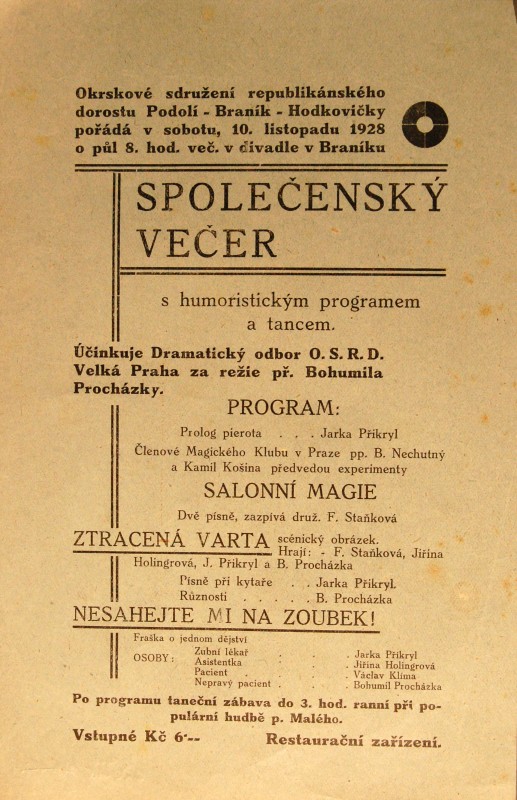 Okrskové sdružení republikánského
dorostu Podolí - Braník - Hodkovičky
pořádá v sobotu, 10. listopadu 1928
o půl 8. hod. več. v divadle v Braníku
SPOLEČENSKÝ
VEČER
s humoristickým programem
a tancem.
Účinkuje Dramatický odbor O. S. R. D.
Velká Praha za režie př. Bohumila
Procházky.
PROGRAM:
Prolog pierota . . . Jarka Přikryl
Členové Magického Klubu v Praze pp. B. Nechutný
a Kamil Košina předvedou experimenty
SALONNÍ MAGIE
Dvě písně, zazpívá druž. F. Staňková
ZTRACENÁ VARTA scénický obrázek.
Hrají: - F. Staňková, Jiřina
Holingrová, J. Přikryl a B. Procházka
Písně při kytaře . . Jarka Přikryl.
Různosti . . . . . B. Procházka
NESAHEJTE MI NA ZOUBEK!
Fraška o jednom dějství
OSOBY: Zubní lékař . . . Jarka Přikryl
Asistentka . . . Jiřina Holingrová
Pacient . . . . Václav Klíma
Nepravý pacient . . . Bohumil Procházka
Po programu taneční zábava do 3. hod. ranní při po-
pulární hudbě p. Malého.
Vstupné Kč 6·-- Restaurační zařízení.